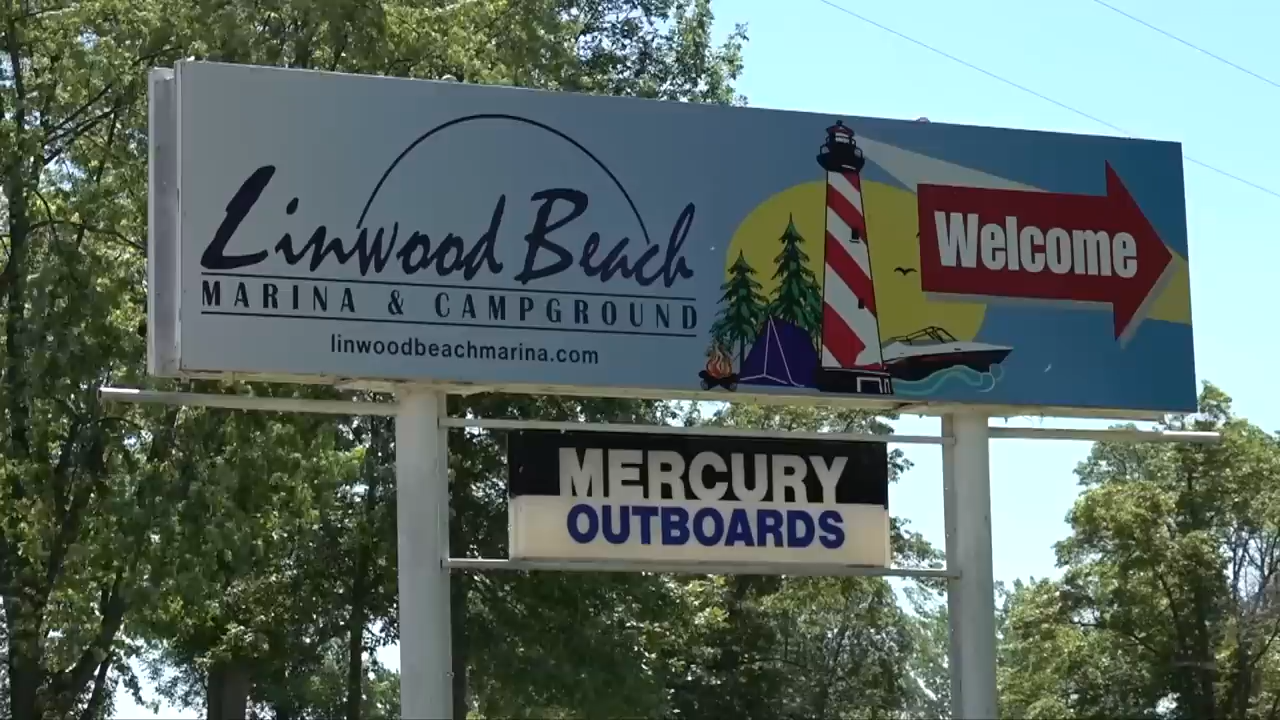 Linwood Beach
MARINA & CAMPGROUND
linwoodbeachmarina.com
Welcome
MERCURY
OUTBOARDS